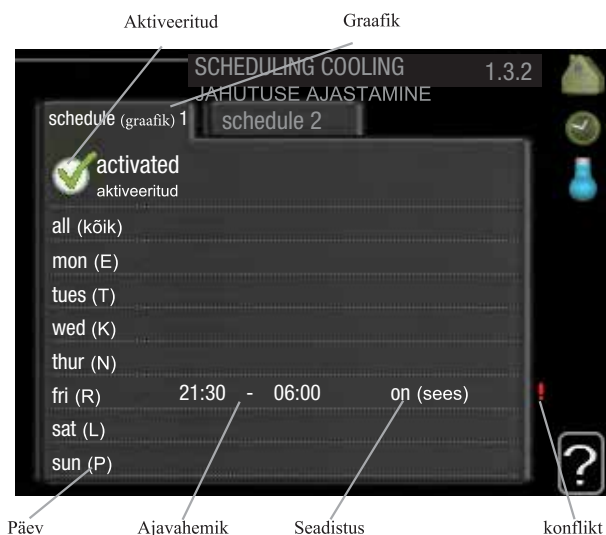 Aktiveeritud Graafik
SCHEDULING COOLING 1.3.2
JAHUTUSE AJASTAMINE
schedule (graafik) 1 schedule 2
activated
aktiveeritud
all (kõik)
mon (E)
tues (T)
wed (K)
thur (N)
fri (R) 21:30 - 06:00 on (sees) !
sat (L)
sun (P)
?
Päev Ajavahemik Seadistus konflikt